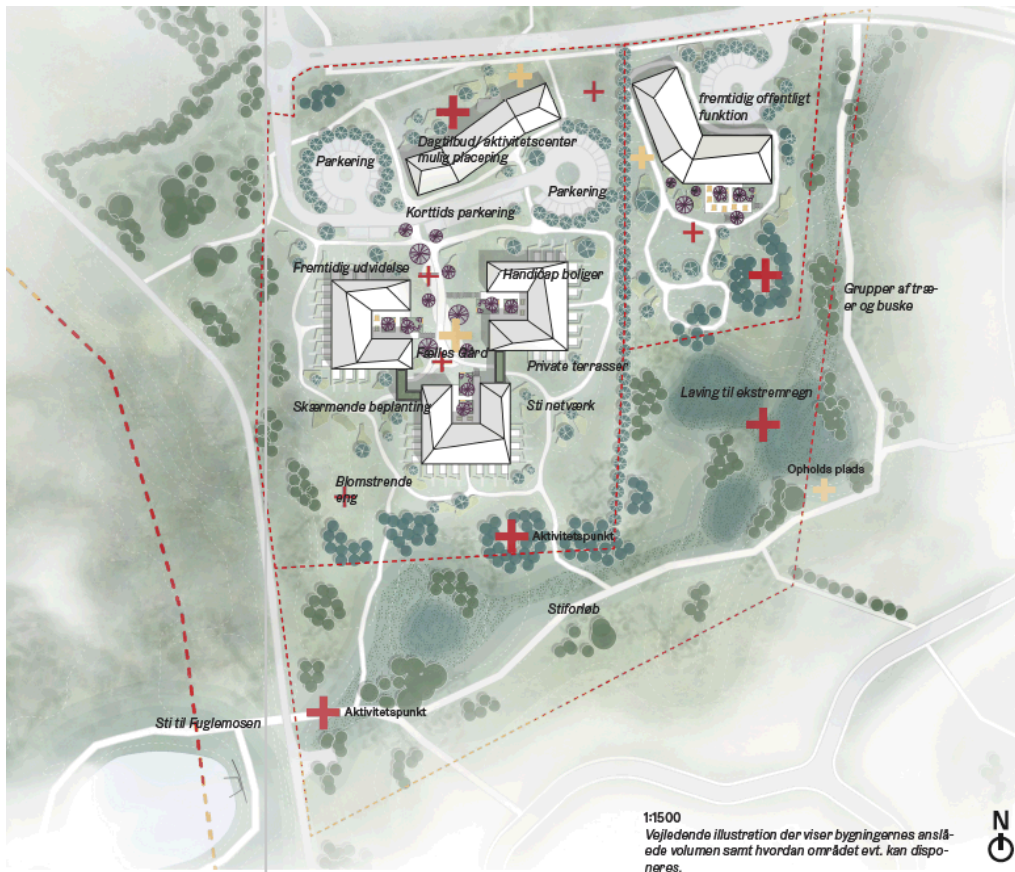 fremtidig offentligt
funktion
Dagtilbud/aktivitetscenter
mulig placering
Parkering
Parkering
Korttids parkering
Fremtidig udvidelse
Handicap boliger
Grupper af træ-
er og buske
Fælles Gård
Private terrasser
Laving til ekstremregn
Skærmende beplanting
Sti netværk
Opholds plads
Blomstrende
eng
Aktivitetspunkt
Stiforløb
Aktivitetspunkt
Sti til Fuglemosen
1:1500
Vejledende illustration der viser bygningernes anslå-
ede volumen samt hvordan området evt. kan dispo-
neres.
N